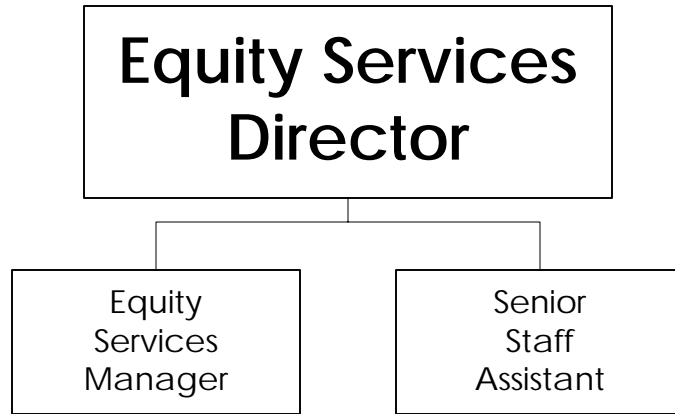 Equity Services
Director
Equity
Services
Manager
Senior
Staff
Assistant